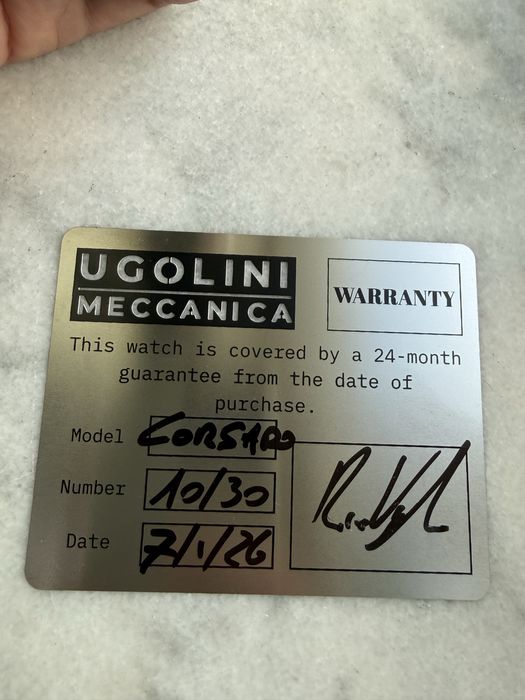 UGOLINI
MECCANICA
WARRANTY
This watch is covered by a 24-month
guarantee from the date of
purchase.
Model CORSARO
Number 10/30
Date 7/1/26